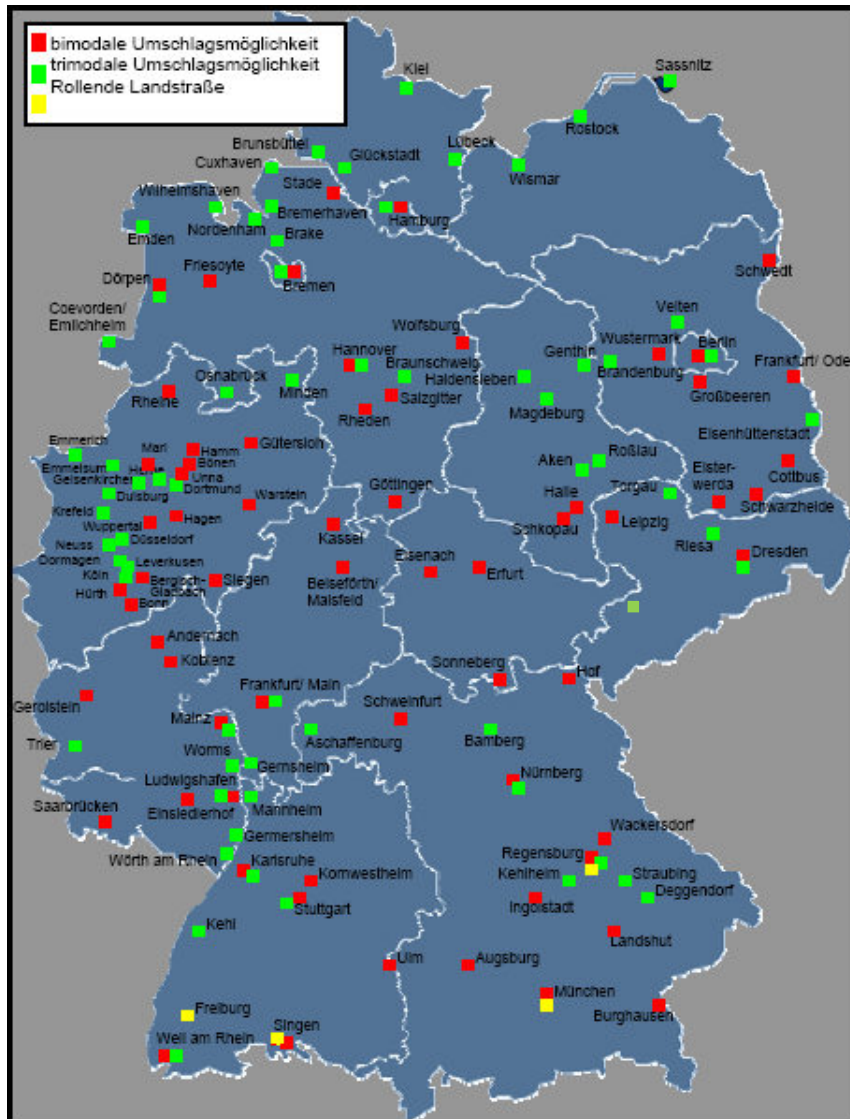 bimodale Umschlagsmöglichkeit
trimodale Umschlagsmöglichkeit
Rollende Landstraße
Kiel
Sassnitz
Rostock
Brunsbüttel
Glückstadt
Lübeck
Cuxhaven
Wismar
Stade
Wilhelmshaven
Bremerhaven
Hamburg
Nordenham
Emden
Brake
Friesoyte
Schwedt
Dörpen
Bremen
Coevorden/
Emlichheim
Velten
Wolfsburg
Wustermark
Berlin
Hannover
Braunschweig
Genthin
Brandenburg
Frankfurt/ Oder
Osnabrück
Haldensleben
Rheine
Minden
Salzgitter
Großbeeren
Rheden
Magdeburg
Eisenhüttenstadt
Emmerich
Marl
Hamm
Gütersloh
Emmelsum
Herne
Bönen
Roßlau
Gelsenkirchen
Unna
Aken
Elster-
werda
Cottbus
Duisburg
Dortmund
Torgau
Göttingen
Halle
Schwarzheide
Krefeld
Warstein
Wuppertal
Hagen
Schkopau
Leipzig
Kassel
Neuss
Düsseldorf
Riesa
Dormagen
Leverkusen
Eisenach
Erfurt
Dresden
Köln
Bergisch-
Gladbach
Siegen
Beiseförth/
Malsfeld
Hürth
Bonn
Andernach
Koblenz
Sonneberg
Hof
Gerolstein
Frankfurt/ Main
Schweinfurt
Mainz
Trier
Aschaffenburg
Bamberg
Worms
Gernsheim
Ludwigshafen
Nürnberg
Saarbrücken
Einsiedlerhof
Mannheim
Germersheim
Wackersdorf
Wörth am Rhein
Karlsruhe
Regensburg
Kornwestheim
Kehlheim
Straubing
Stuttgart
Ingolstadt
Deggendorf
Kehl
Landshut
Ulm
Augsburg
München
Freiburg
Burghausen
Singen
Weil am Rhein